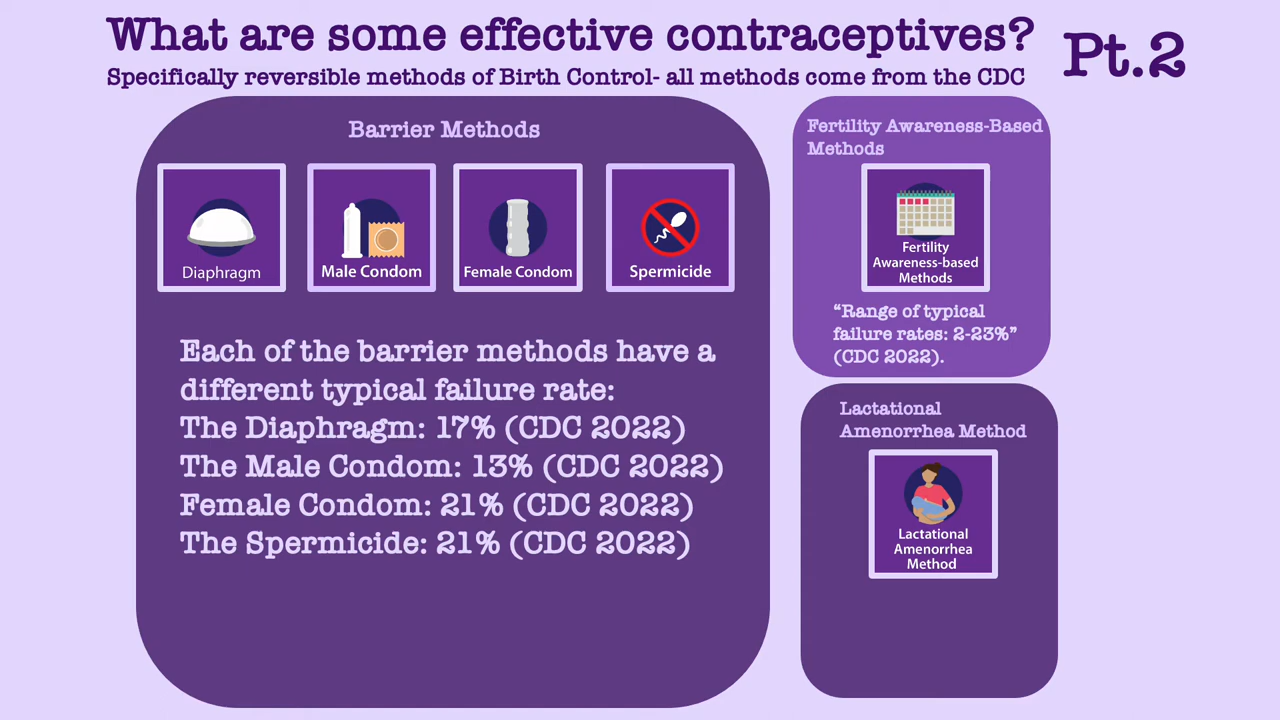 What are some effective contraceptives?
Pt.2
Specifically reversible methods of Birth Control- all methods come from the CDC
Barrier Methods
Diaphragm
Male Condom
Female Condom
Spermicide
Each of the barrier methods have a
different typical failure rate:
The Diaphragm: 17% (CDC 2022)
The Male Condom: 13% (CDC 2022)
Female Condom: 21% (CDC 2022)
The Spermicide: 21% (CDC 2022)
Fertility Awareness-Based
Methods
Fertility
Awareness-based
Methods
“Range of typical
failure rates: 2-23%”
(CDC 2022).
Lactational
Amenorrhea Method
Lactational
Amenorrhea
Method